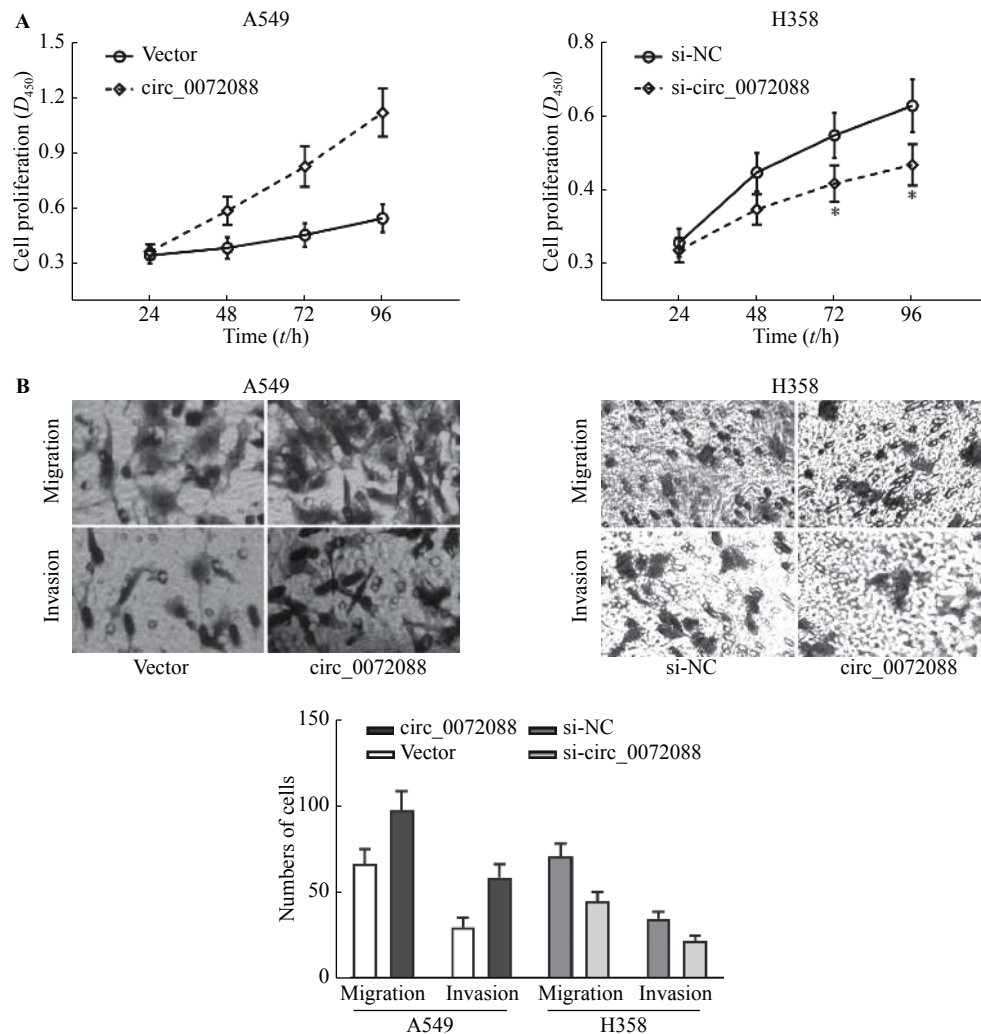 A
A549
1.5
1.2
0.9
0.6
0.3
Cell proliferation (D450)
Vector
circ_0072088
24 48 72 96
Time (t/h)
H358
0.8
0.4
0.3
Cell proliferation (D450)
si-NC
si-circ_0072088
*
*
24 48 72 96
Time (t/h)
B
A549
Migration
Invasion
Vector circ_0072088
H358
Migration
Invasion
si-NC circ_0072088
150
100
50
0
Numbers of cells
circ_0072088 si-NC
Vector si-circ_0072088
Migration Invasion Migration Invasion
A549 H358